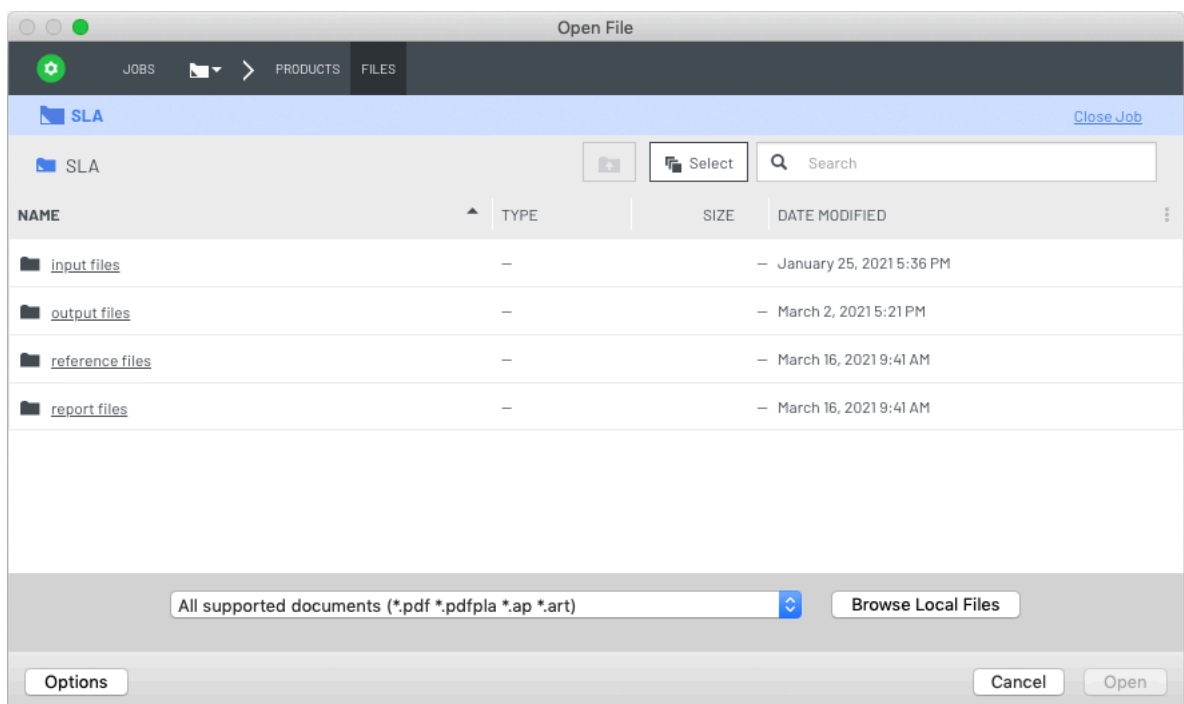 Open File
JOBS PRODUCTS FILES
SLA Close Job
SLA Select Search
NAME TYPE SIZE DATE MODIFIED
input files — — January 25, 2021 5:36 PM
output files — — March 2, 2021 5:21 PM
reference files — — March 16, 2021 9:41 AM
report files — — March 16, 2021 9:41 AM
All supported documents (*.pdf *.pdfpla *.ap *.art) Browse Local Files
Options Cancel Open